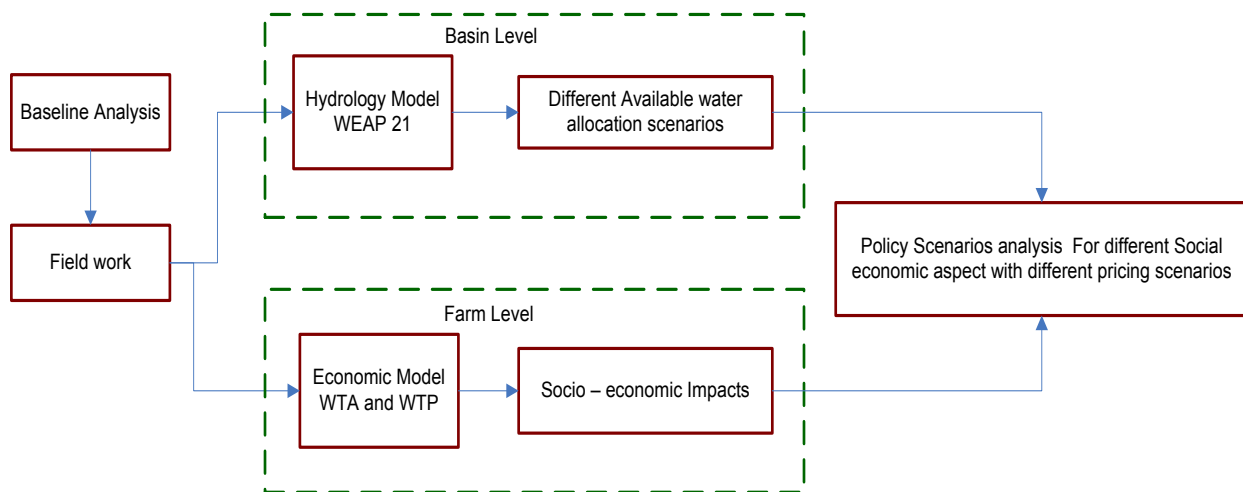 Baseline Analysis
Field work
Basin Level
Hydrology Model
WEAP 21
Different Available water
allocation scenarios
Farm Level
Economic Model
WTA and WTP
Socio – economic Impacts
Policy Scenarios analysis  For different Social
economic aspect with different pricing scenarios